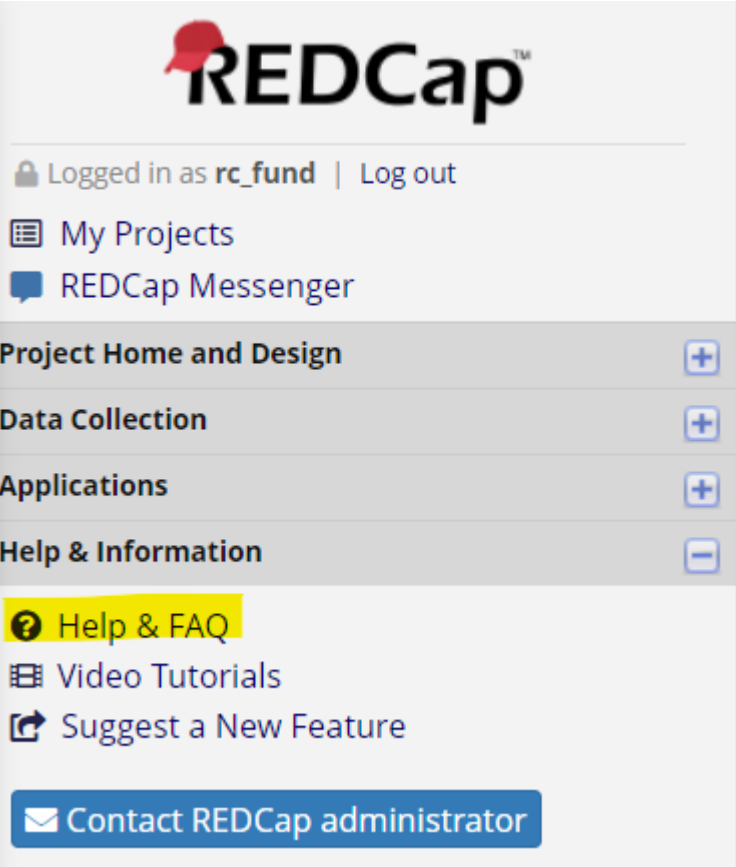 REDCap™
Logged in as rc_fund | Log out
My Projects
REDCap Messenger
Project Home and Design
Data Collection
Applications
Help & Information
Help & FAQ
Video Tutorials
Suggest a New Feature
Contact REDCap administrator